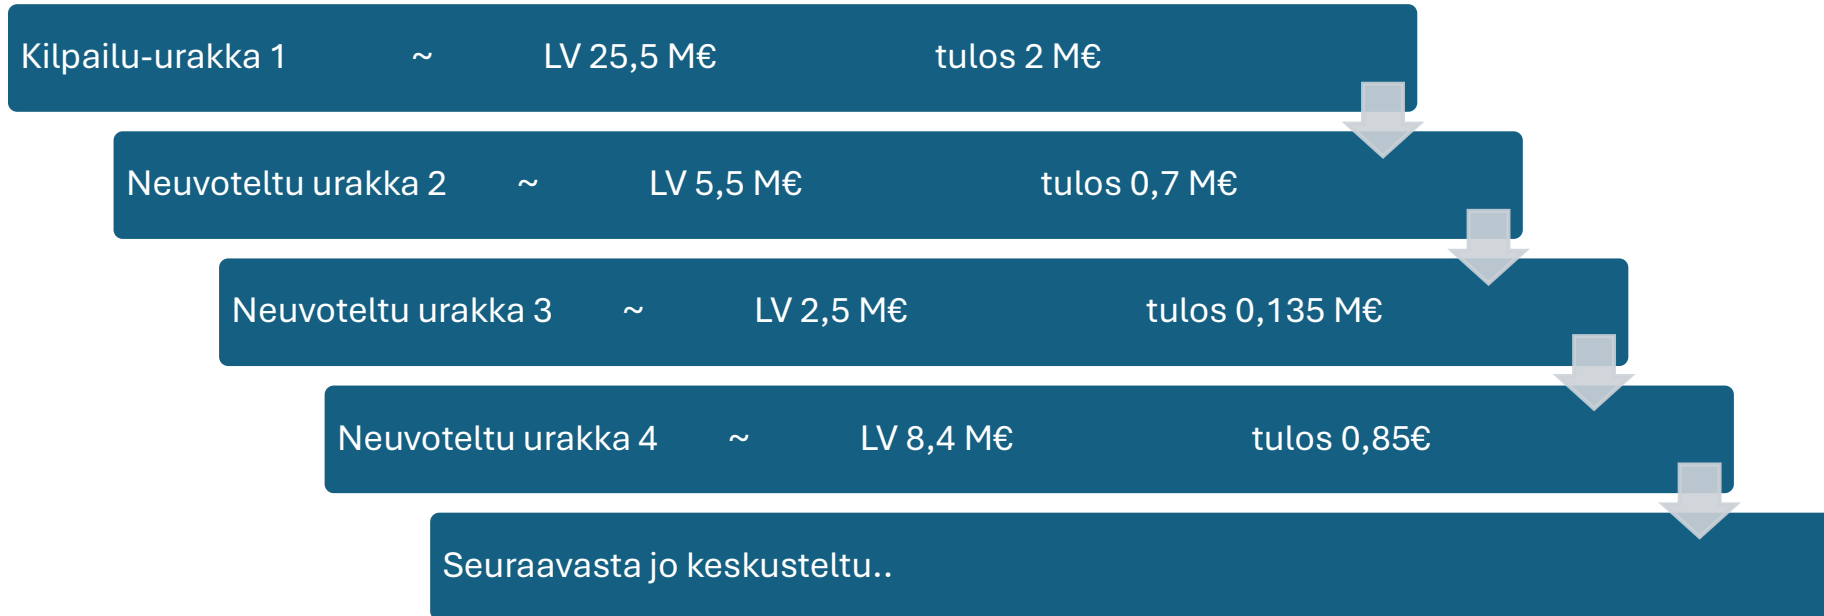 Kilpailu-urakka 1 ~ LV 25,5 M€ tulos 2 M€
Neuvoteltu urakka 2 ~ LV 5,5 M€ tulos 0,7 M€
Neuvoteltu urakka 3 ~ LV 2,5 M€ tulos 0,135 M€
Neuvoteltu urakka 4 ~ LV 8,4 M€ tulos 0,85€
Seuraavasta jo keskusteltu..